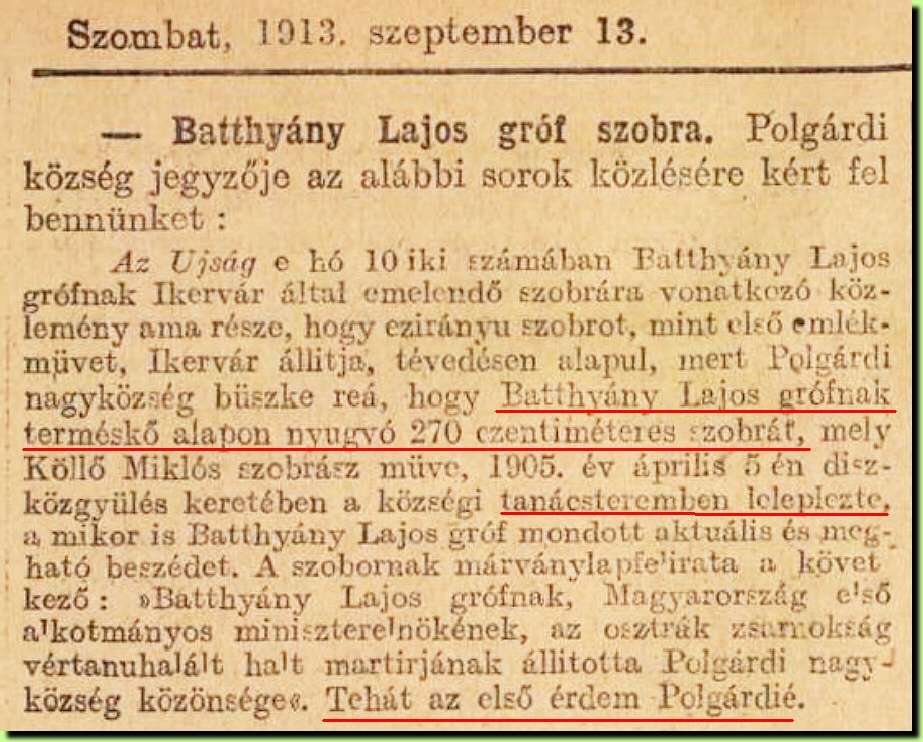 Szombat, 1913. szeptember 13.
— Batthyány Lajos gróf szobra. Polgárdi
község jegyzője az alábbi sorok közlésére kért fel
bennünket :
Az Ujság e hó 10 iki számában Batthyány Lajos
grófnak Ikervár által emelendő szobrára vonatkozó köz-
lemény ama része, hogy ezirányu szobrot, mint első emlék-
müvet, Ikervár állitja, tévedésen alapul, mert Polgárdi
nagyközség büszke reá, hogy Batthyány Lajos grófnak
terméskő alapon nyugvó 270 czentiméteres szobrát, mely
Köllő Miklós szobrász müve, 1905. év április 5 én disz-
közgyülés keretében a községi tanácsteremben leleplezte,
a mikor is Batthyány Lajos gróf mondott aktuális és meg-
ható beszédet. A szobornak márványlapfelirata a követ
kező : »Batthyány Lajos grófnak, Magyarország első
alkotmányos miniszterelnökének, az osztrák zsarnokság
vértanuhalált halt martirjának állitotta Polgárdi nagy-
község közönsége«. Tehát az első érdem Polgárdié.